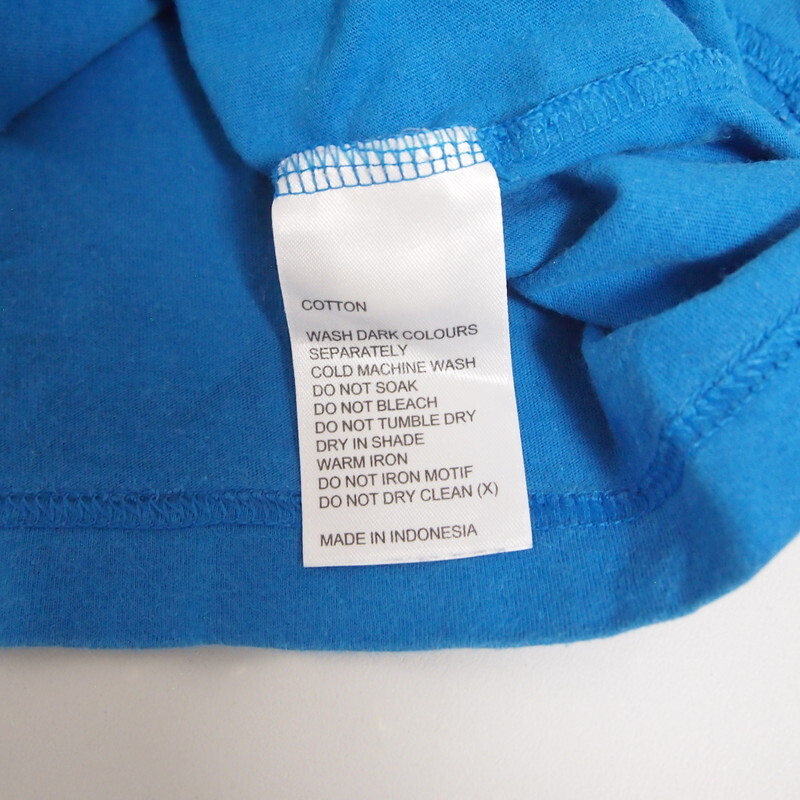 COTTON
WASH DARK COLOURS
SEPARATELY
COLD MACHINE WASH
DO NOT SOAK
DO NOT BLEACH
DO NOT TUMBLE DRY
DRY IN SHADE
WARM IRON
DO NOT IRON MOTIF
DO NOT DRY CLEAN (X)
MADE IN INDONESIA